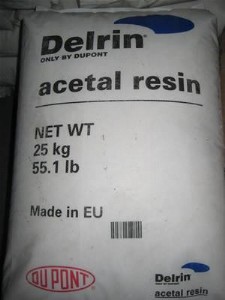 Delrin®
ONLY BY DUPONT
acetal resin
NET WT
25 kg
55.1 lb
Made in EU
DUPONT
Delrin
acetal resin